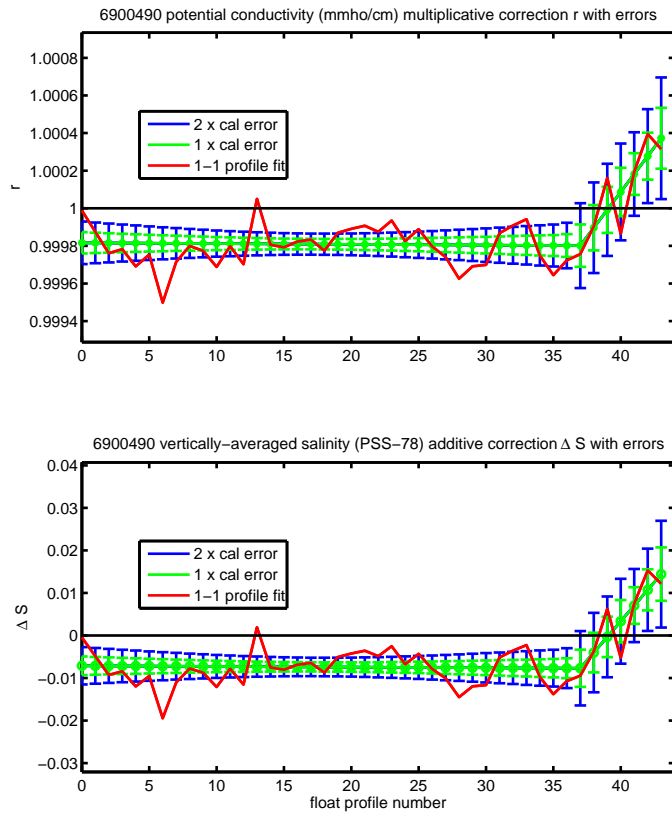 6900490 potential conductivity (mmho/cm) multiplicative correction r with errors
1.0008
1.0006
1.0004
1.0002
1
0.9998
0.9996
0.9994
r
2 x cal error
1 x cal error
1−1 profile fit
0 5 10 15 20 25 30 35 40
6900490 vertically−averaged salinity (PSS−78) additive correction Δ S with errors
0.04
0.03
0.02
0.01
0
−0.01
−0.02
−0.03
Δ S
2 x cal error
1 x cal error
1−1 profile fit
0 5 10 15 20 25 30 35 40
float profile number